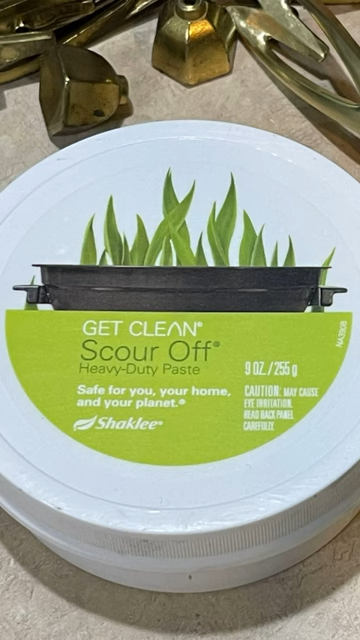 GET CLEAN®
Scour Off®
Heavy-Duty Paste
9 OZ. / 255 g
Safe for you, your home,
and your planet.®
CAUTION: MAY CAUSE
EYE IRRITATION.
READ BACK PANEL
CAREFULLY.
Shaklee®
NA3908